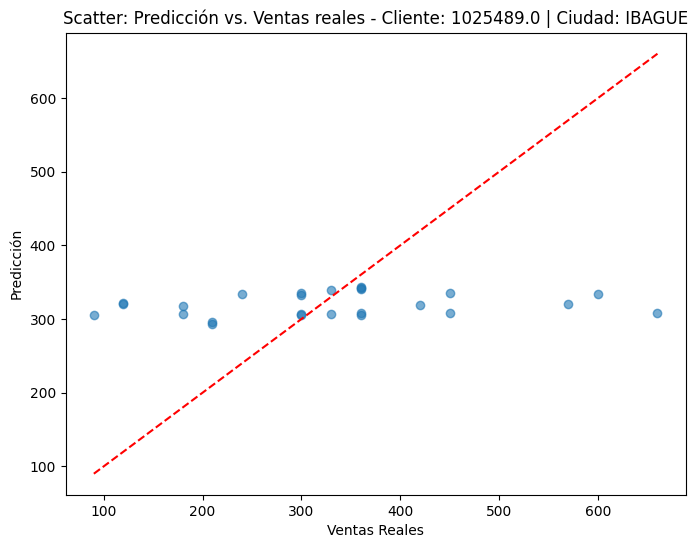 Scatter: Predicción vs. Ventas reales - Cliente: 1025489.0 | Ciudad: IBAGUE
600
500
400
300
200
100
Predicción
100 200 300 400 500 600
Ventas Reales